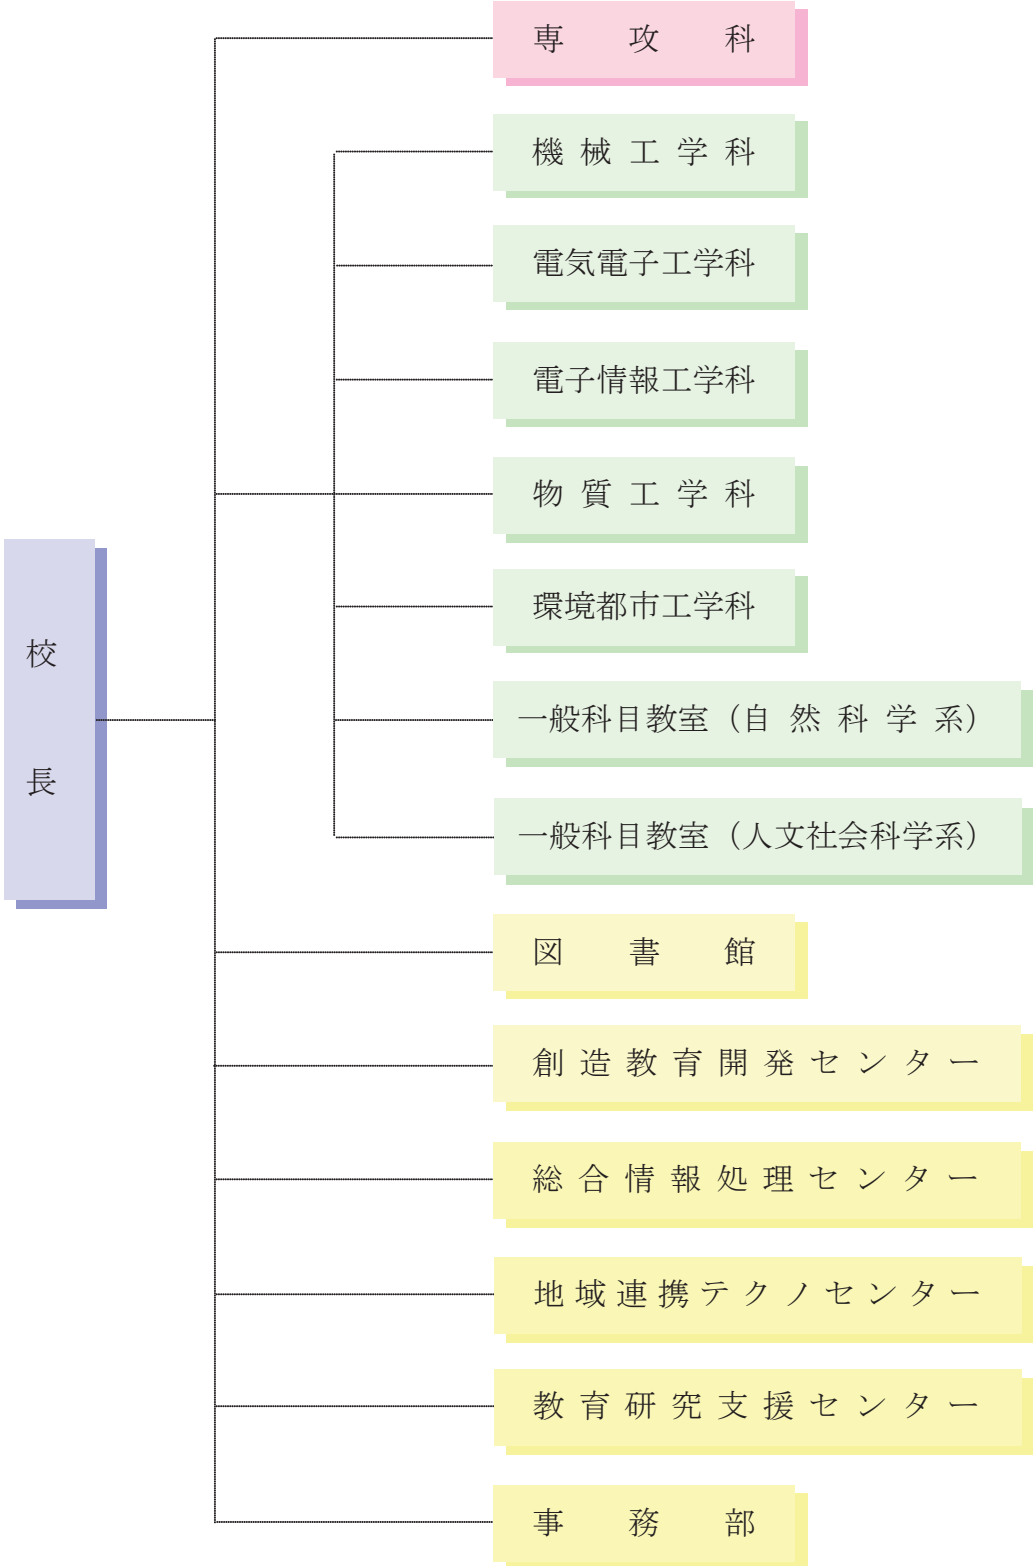 校長
専攻科
機械工学科
電気電子工学科
電子情報工学科
物質工学科
環境都市工学科
一般科目教室（自然科学系）
一般科目教室（人文社会科学系）
図書館
創造教育開発センター
総合情報処理センター
地域連携テクノセンター
教育研究支援センター
事務部